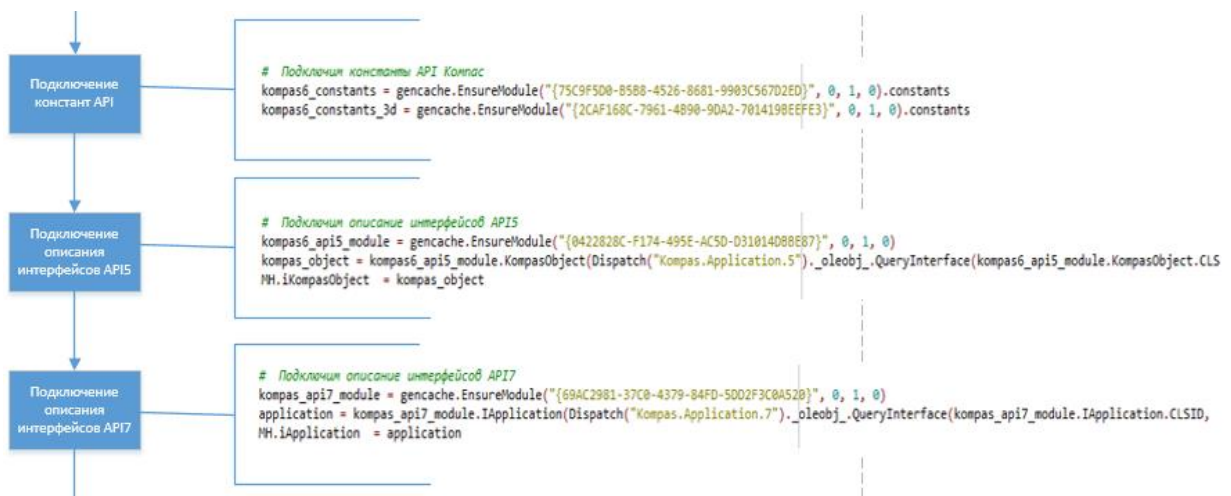 Подключение
констант API
# Подключим константы API Компас
kompas6_constants = gencache.EnsureModule("{75C9F5D0-B5B8-4526-8681-9903C567D2ED}", 0, 1, 0).constants
kompas6_constants_3d = gencache.EnsureModule("{2CAF168C-7961-4B90-9DA2-701419BEEFE3}", 0, 1, 0).constants
Подключение
описания
интерфейсов API5
# Подключим описание интерфейсов API5
kompas6_api5_module = gencache.EnsureModule("{0422828C-F174-495E-AC5D-D31014DBBE87}", 0, 1, 0)
kompas_object = kompas6_api5_module.KompasObject(Dispatch("Kompas.Application.5")._oleobj_.QueryInterface(kompas6_api5_module.KompasObject.CLS
MH.iKompasObject = kompas_object
Подключение
описания
интерфейсов API7
# Подключим описание интерфейсов API7
kompas_api7_module = gencache.EnsureModule("{69AC2981-37C0-4379-84FD-5DD2F3C0A520}", 0, 1, 0)
application = kompas_api7_module.IApplication(Dispatch("Kompas.Application.7")._oleobj_.QueryInterface(kompas_api7_module.IApplication.CLSID,
MH.iApplication = application